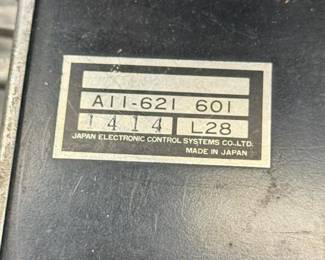 A11-621 601
1414 L28
JAPAN ELECTRONIC CONTROL SYSTEMS CO.,LTD.
MADE IN JAPAN